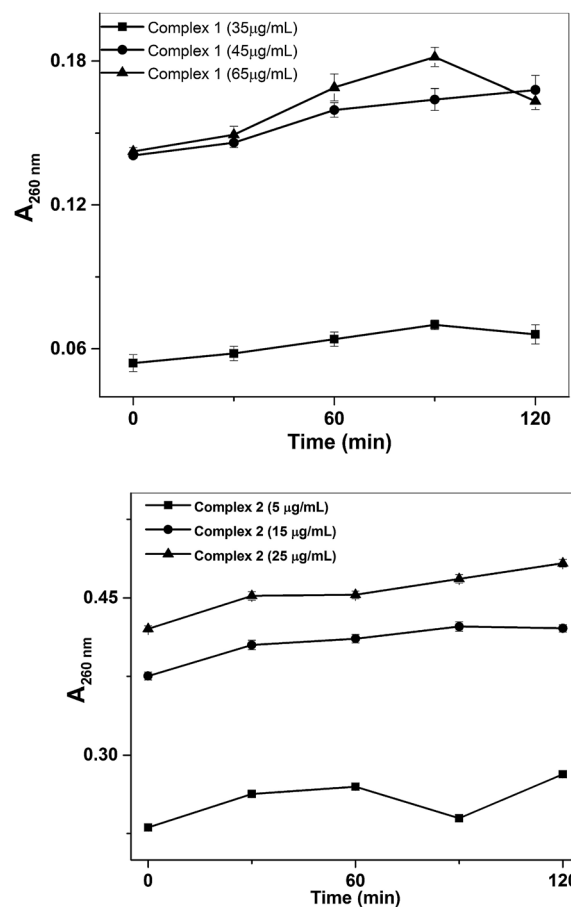 Complex 1 (35μg/mL)
Complex 1 (45μg/mL)
Complex 1 (65μg/mL)
0.18
0.12
0.06
A260 nm
0 60 120
Time (min)
Complex 2 (5 μg/mL)
Complex 2 (15 μg/mL)
Complex 2 (25 μg/mL)
0.45
0.30
A260 nm
0 60 120
Time (min)